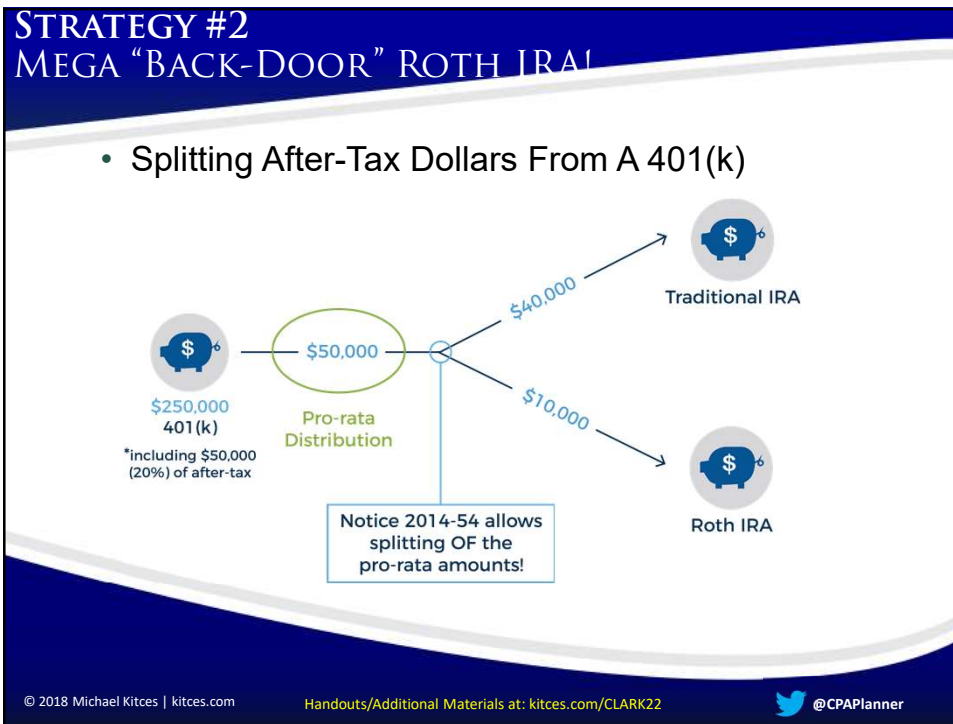 STRATEGY #2
MEGA “BACK-DOOR” ROTH IRA!
• Splitting After-Tax Dollars From A 401(k)
$
Traditional IRA
$40,000
$
$50,000
$250,000
401(k)
*including $50,000
(20%) of after-tax
Pro-rata
Distribution
$10,000
$
Roth IRA
Notice 2014-54 allows
splitting OF the
pro-rata amounts!
© 2018 Michael Kitces | kitces.com
Handouts/Additional Materials at: kitces.com/CLARK22
@CPAPlanner